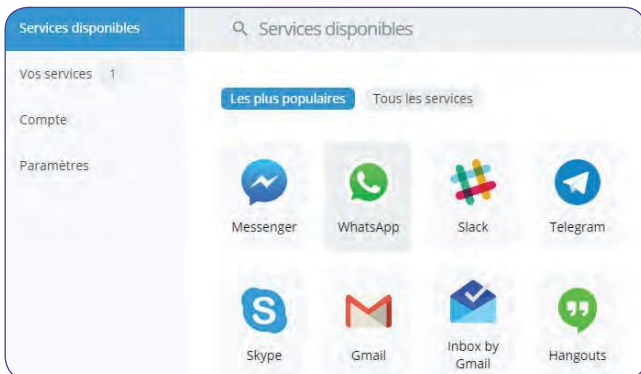 Services disponibles
Services disponibles
Vos services 1
Les plus populaires Tous les services
Compte
Paramètres
Messenger WhatsApp Slack Telegram
Skype Gmail Inbox by Gmail Hangouts